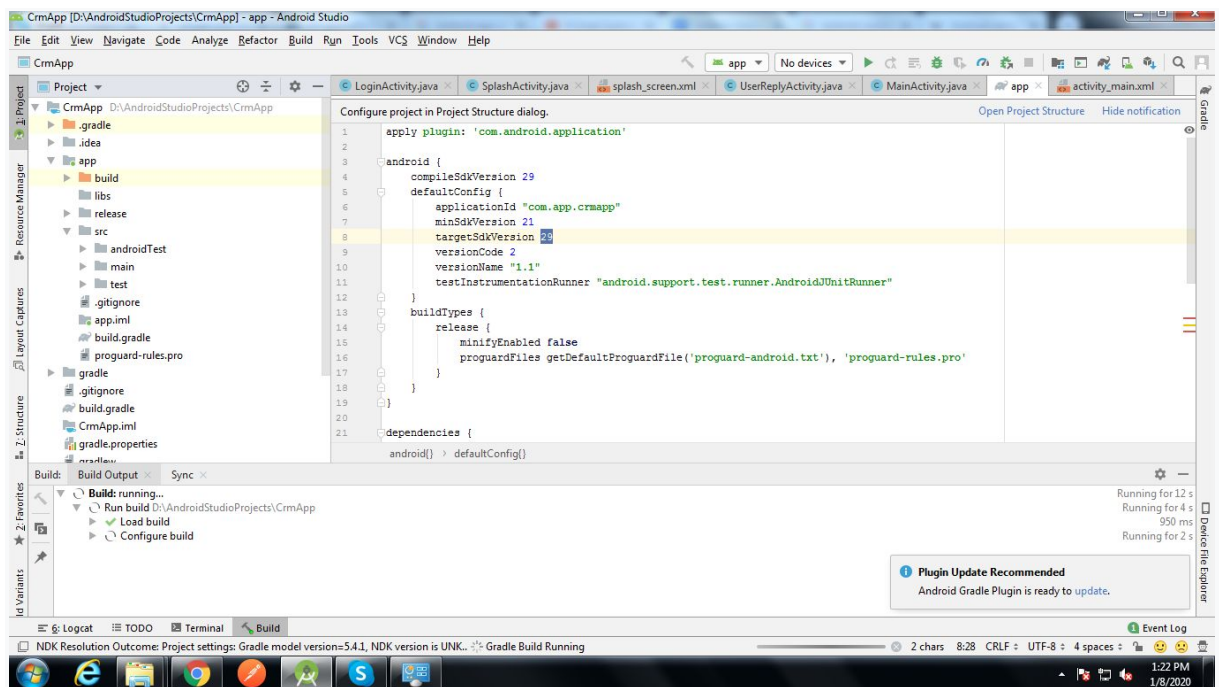 CrmApp [D:\AndroidStudioProjects\CrmApp] - app - Android Studio
File Edit View Navigate Code Analyze Refactor Build Run Tools VCS Window Help
CrmApp
app
No devices
1: Project
Resource Manager
Layout Captures
Z: Structure
2: Favorites
ld Variants
Project
LoginActivity.java
SplashActivity.java
splash_screen.xml
UserReplyActivity.java
MainActivity.java
app
activity_main.xml
Gradle
Device File Explorer
CrmApp D:\AndroidStudioProjects\CrmApp
.gradle
.idea
app
build
libs
release
src
androidTest
main
test
.gitignore
app.iml
build.gradle
proguard-rules.pro
gradle
.gitignore
build.gradle
CrmApp.iml
gradle.properties
gradlew
Configure project in Project Structure dialog.
Open Project Structure Hide notification
1 apply plugin: 'com.android.application'
2
3 android {
4 compileSdkVersion 29
5 defaultConfig {
6 applicationId "com.app.crmapp"
7 minSdkVersion 21
8 targetSdkVersion 29
9 versionCode 2
10 versionName "1.1"
11 testInstrumentationRunner "android.support.test.runner.AndroidJUnitRunner"
12 }
13 buildTypes {
14 release {
15 minifyEnabled false
16 proguardFiles getDefaultProguardFile('proguard-android.txt'), 'proguard-rules.pro'
17 }
18 }
19 }
20
21 dependencies {
android{} › defaultConfig{}
Build: Build Output Sync
Build: running... Running for 12 s
Run build D:\AndroidStudioProjects\CrmApp Running for 4 s
Load build 950 ms
Configure build Running for 2 s
Plugin Update Recommended
Android Gradle Plugin is ready to update.
6: Logcat TODO Terminal Build
1 Event Log
NDK Resolution Outcome: Project settings: Gradle model version=5.4.1, NDK version is UNK.. Gradle Build Running
2 chars 8:28 CRLF UTF-8 4 spaces
1:22 PM
1/8/2020